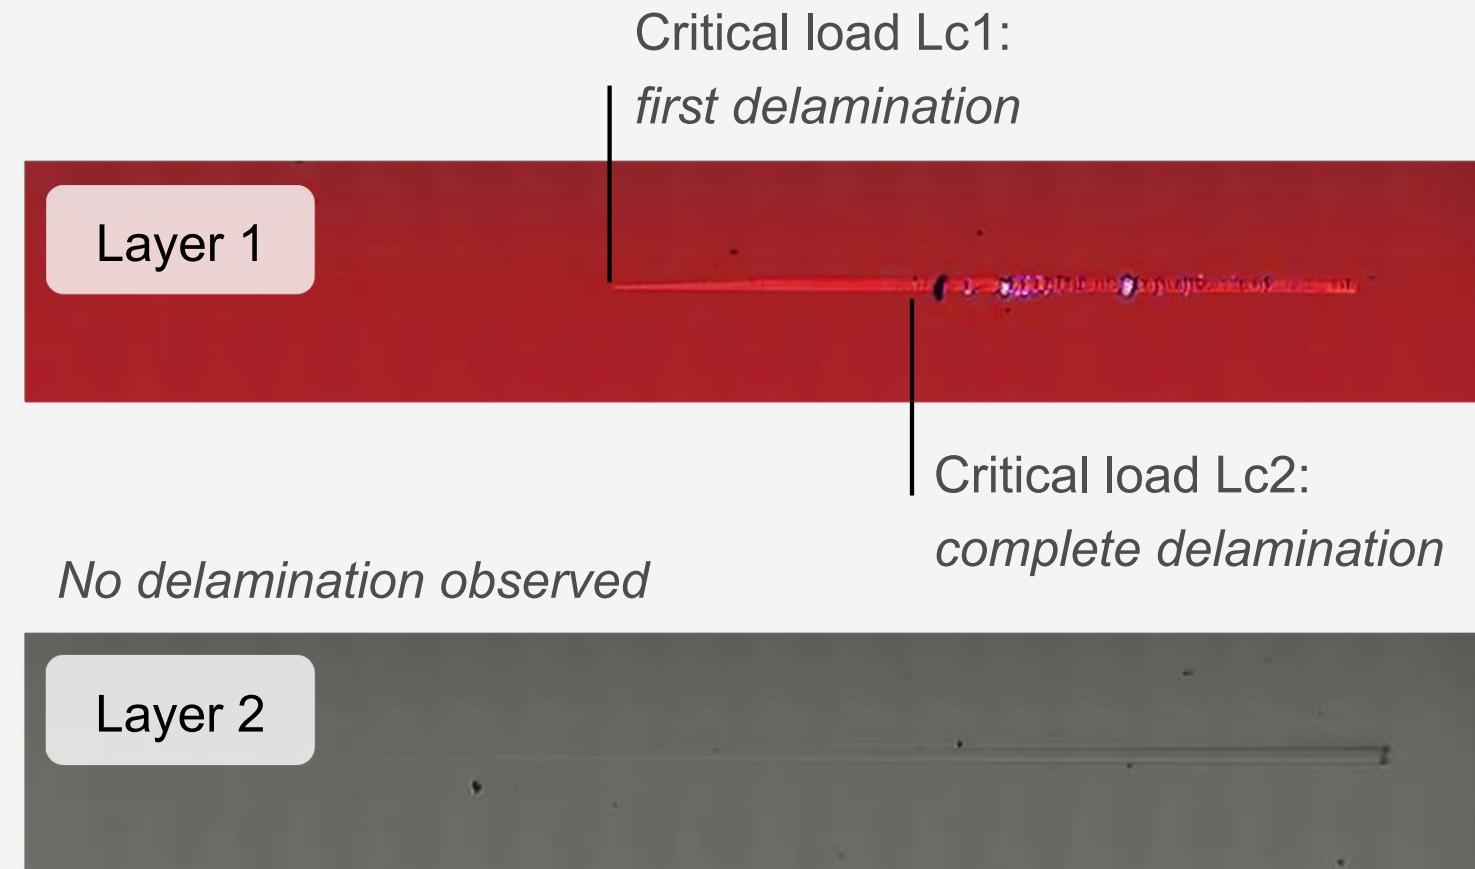 Critical load Lc1:
first delamination
Layer 1
Critical load Lc2:
complete delamination
No delamination observed
Layer 2